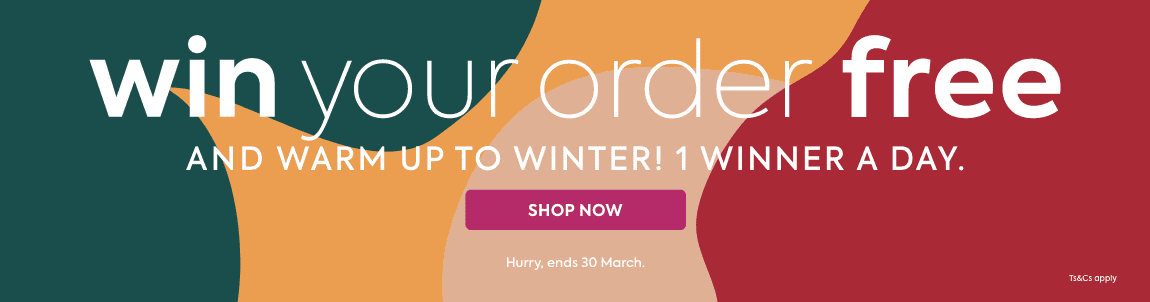 win your order free
AND WARM UP TO WINTER! 1 WINNER A DAY.
SHOP NOW
Hurry, ends 30 March.
Ts&Cs apply